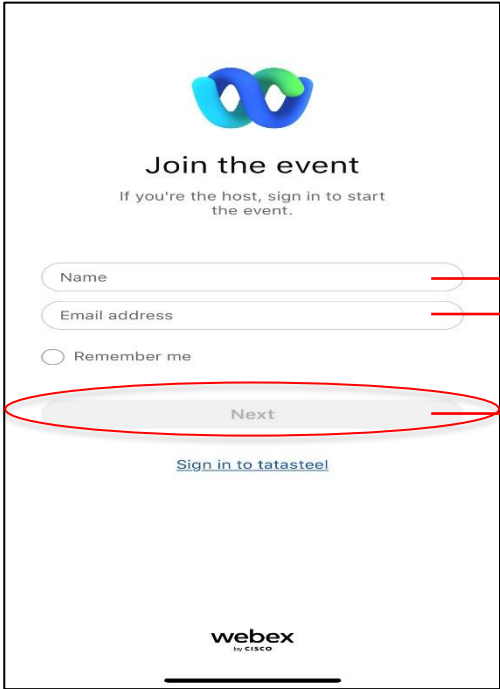 Join the event
If you're the host, sign in to start
the event.
Name
Email address
Remember me
Next
Sign in to tatasteel
webex
by CISCO